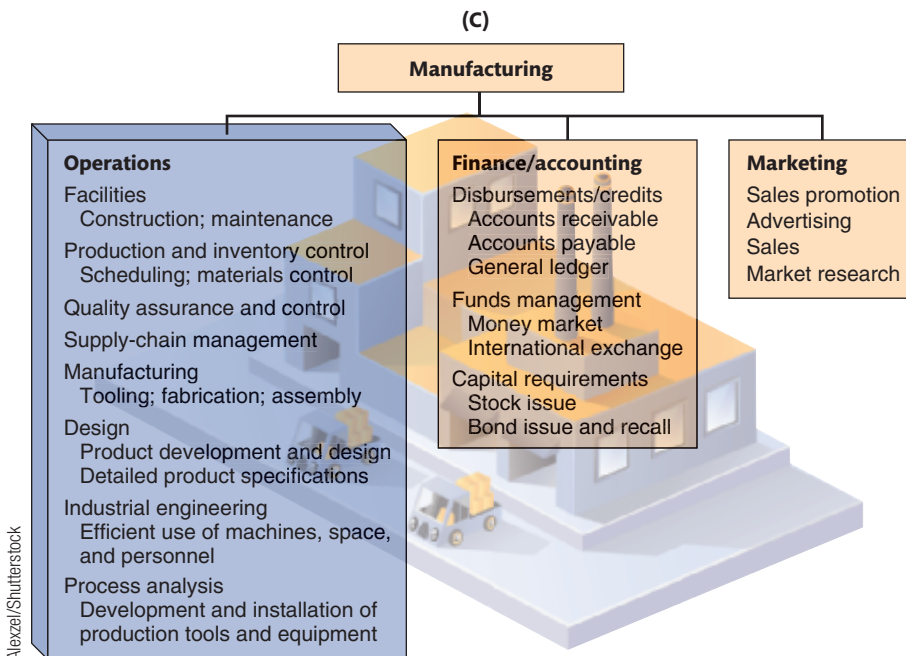 (C)
Manufacturing
Operations
Facilities
Construction; maintenance
Production and inventory control
Scheduling; materials control
Quality assurance and control
Supply-chain management
Manufacturing
Tooling; fabrication; assembly
Design
Product development and design
Detailed product specifications
Industrial engineering
Efficient use of machines, space,
and personnel
Process analysis
Development and installation of
production tools and equipment
Finance/accounting
Disbursements/credits
Accounts receivable
Accounts payable
General ledger
Funds management
Money market
International exchange
Capital requirements
Stock issue
Bond issue and recall
Marketing
Sales promotion
Advertising
Sales
Market research
Alexzel/Shutterstock